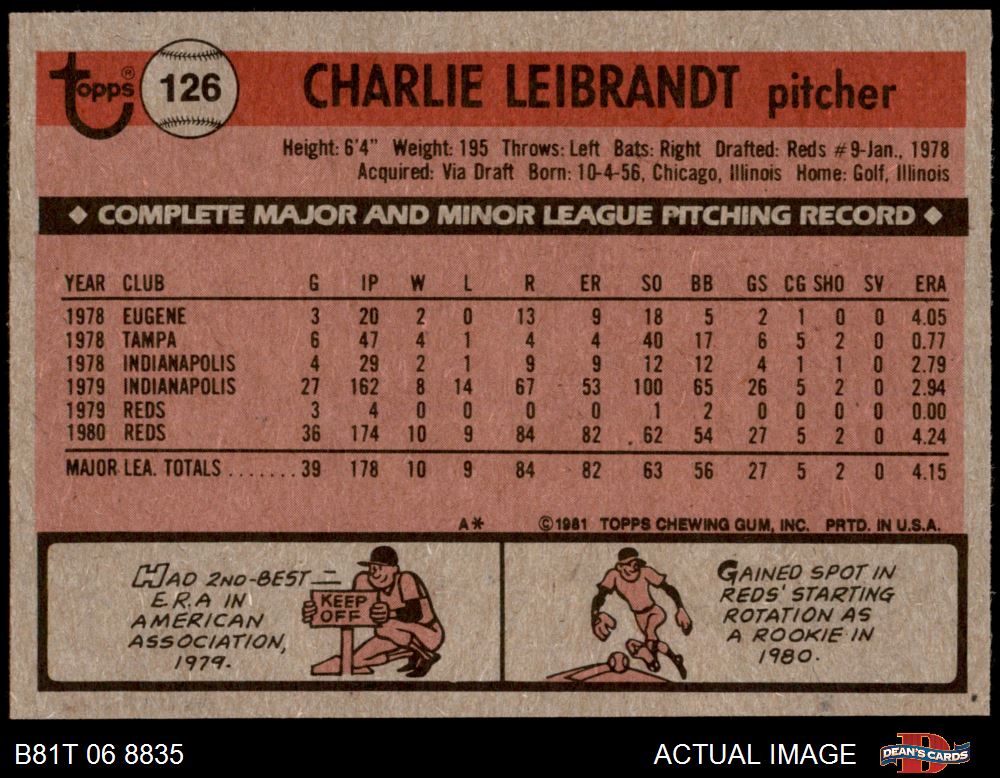 topps® 126 CHARLIE LEIBRANDT pitcher
Height: 6'4" Weight: 195 Throws: Left Bats: Right Drafted: Reds #9-Jan., 1978
Acquired: Via Draft Born: 10-4-56, Chicago, Illinois Home: Golf, Illinois
◆ COMPLETE MAJOR AND MINOR LEAGUE PITCHING RECORD ◆
YEAR CLUB G IP W L R ER SO BB GS CG SHO SV ERA
1978 EUGENE 3 20 2 0 13 9 18 5 2 1 0 0 4.05
1978 TAMPA 6 47 4 1 4 4 40 17 6 5 2 0 0.77
1978 INDIANAPOLIS 4 29 2 1 9 9 12 12 4 1 1 0 2.79
1979 INDIANAPOLIS 27 162 8 14 67 53 100 65 26 5 2 0 2.94
1979 REDS 3 4 0 0 0 0 1 2 0 0 0 0 0.00
1980 REDS 36 174 10 9 84 82 62 54 27 5 2 0 4.24
MAJOR LEA. TOTALS ....... 39 178 10 9 84 82 63 56 27 5 2 0 4.15
A* ©1981 TOPPS CHEWING GUM, INC. PRTD. IN U.S.A.
HAD 2ND-BEST
E.R.A IN
AMERICAN
ASSOCIATION,
1979.
KEEP
OFF
GAINED SPOT IN
REDS' STARTING
ROTATION AS
A ROOKIE IN
1980.
B81T 06 8835 ACTUAL IMAGE DEAN'S CARDS